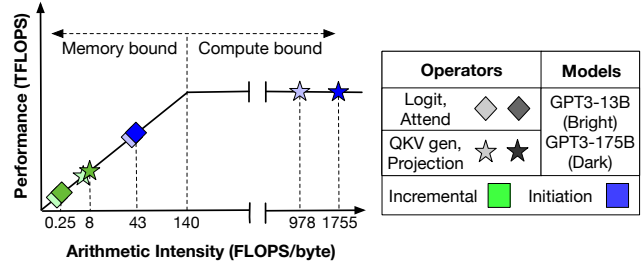 Performance (TFLOPS)
Memory bound
Compute bound
0.25 8 43 140 978 1755
Arithmetic Intensity (FLOPS/byte)
Operators Models
Logit,
Attend
QKV gen,
Projection
GPT3-13B
(Bright)
GPT3-175B
(Dark)
Incremental Initiation